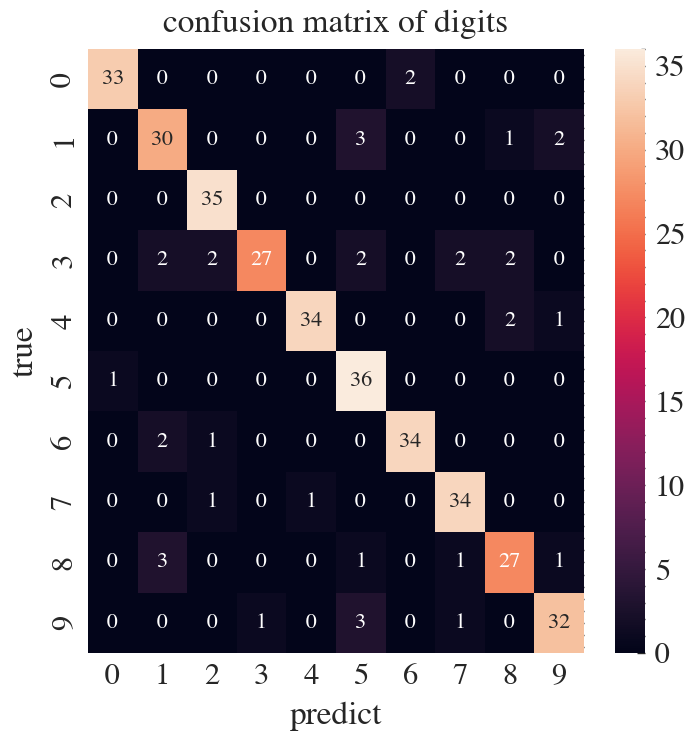 confusion matrix of digits
0 33 0 0 0 0 0 2 0 0 0
1 0 30 0 0 0 3 0 0 1 2
2 0 0 35 0 0 0 0 0 0 0
3 0 2 2 27 0 2 0 2 2 0
4 0 0 0 0 34 0 0 0 2 1
5 1 0 0 0 0 36 0 0 0 0
6 0 2 1 0 0 0 34 0 0 0
7 0 0 1 0 1 0 0 34 0 0
8 0 3 0 0 0 1 0 1 27 1
9 0 0 0 1 0 3 0 1 0 32
0 1 2 3 4 5 6 7 8 9
predict
true
35
30
25
20
15
10
5
0